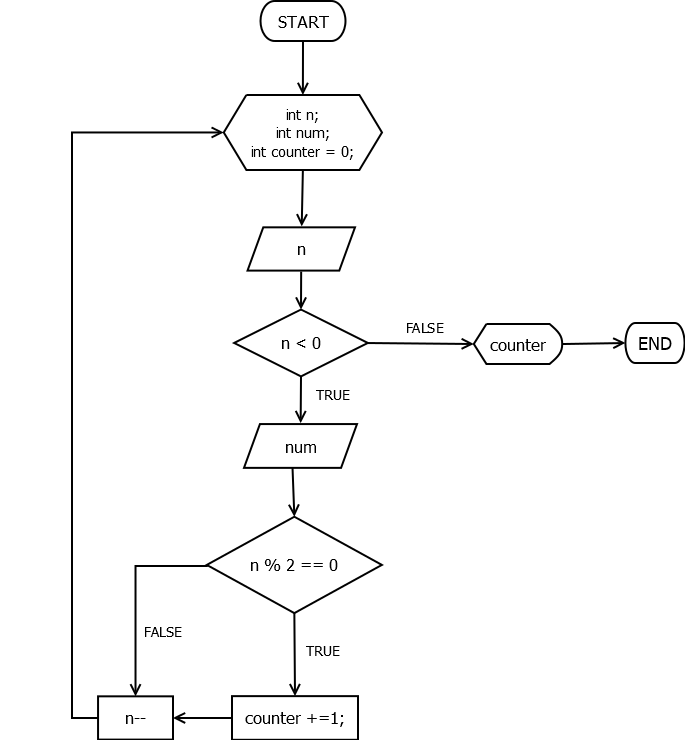 START
int n;
int num;
int counter = 0;
n
n < 0
FALSE
counter
END
TRUE
num
n % 2 == 0
FALSE
TRUE
n--
counter +=1;